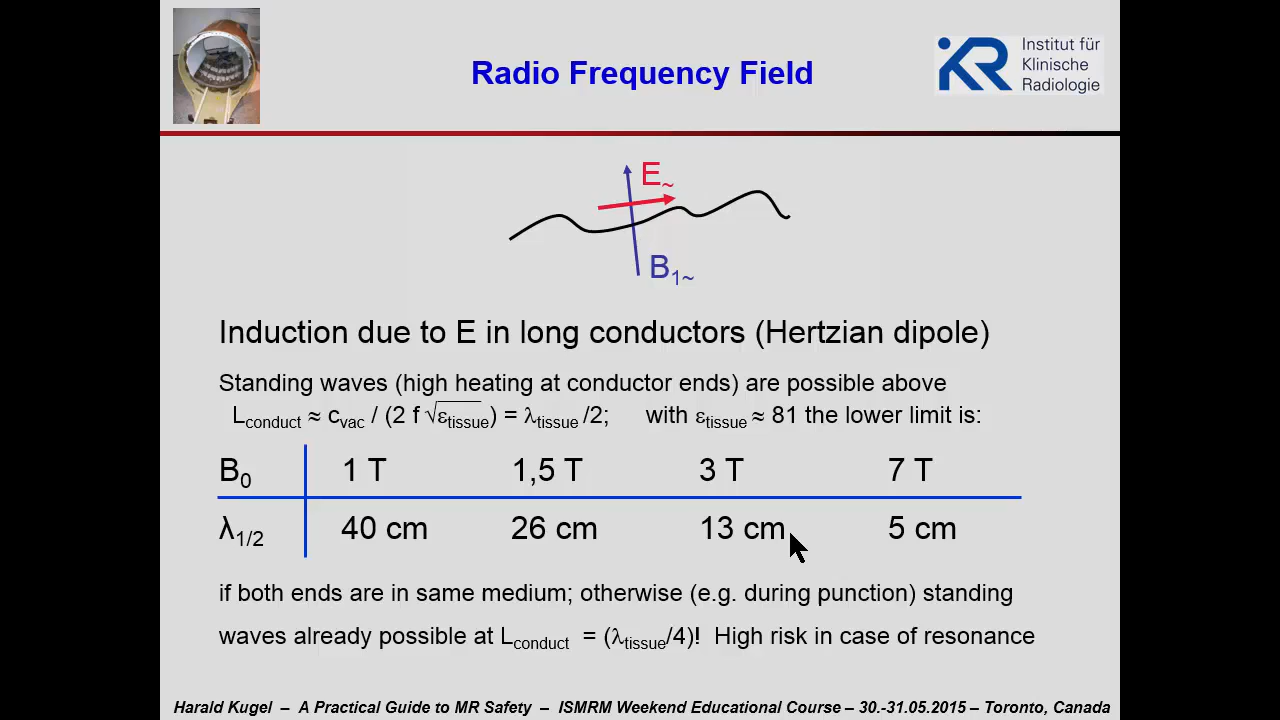 Radio Frequency Field
iKR
Institut für
Klinische
Radiologie
E~
B1~
Induction due to E in long conductors (Hertzian dipole)
Standing waves (high heating at conductor ends) are possible above
Lconduct ≈ cvac / (2 f √εtissue) = λtissue /2; with εtissue ≈ 81 the lower limit is:
B0 1 T 1,5 T 3 T 7 T
λ1/2 40 cm 26 cm 13 cm 5 cm
if both ends are in same medium; otherwise (e.g. during punction) standing
waves already possible at Lconduct = (λtissue/4)! High risk in case of resonance
Harald Kugel – A Practical Guide to MR Safety – ISMRM Weekend Educational Course – 30.-31.05.2015 – Toronto, Canada